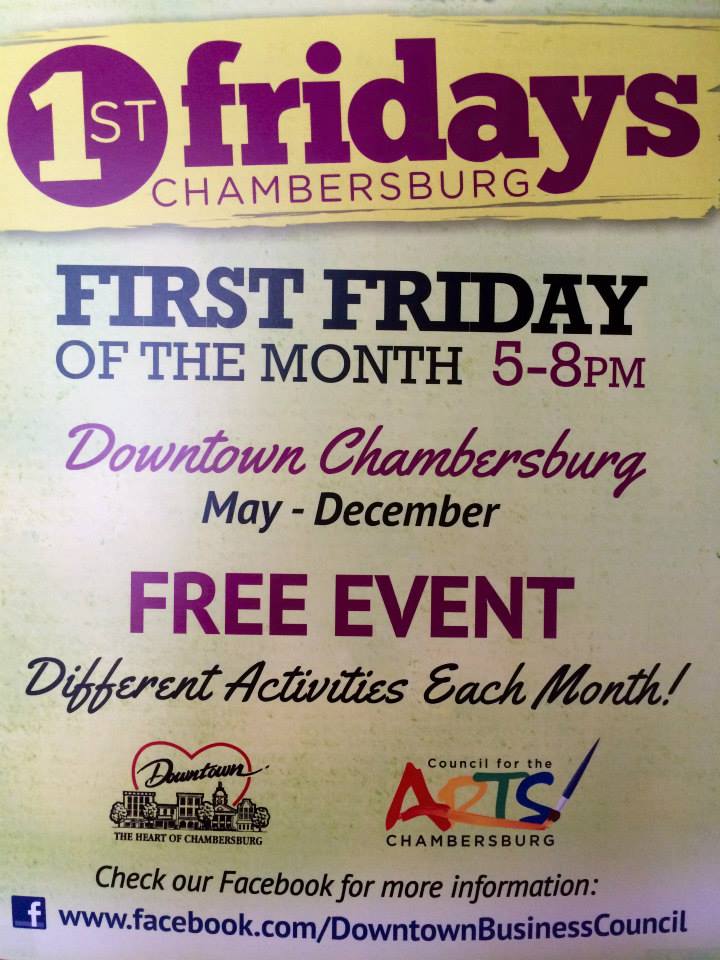 1ST fridays
CHAMBERSBURG
FIRST FRIDAY
OF THE MONTH 5-8PM
Downtown Chambersburg
May - December
FREE EVENT
Different Activities Each Month!
Downtown
THE HEART OF CHAMBERSBURG
Council for the
ARTS
CHAMBERSBURG
Check our Facebook for more information:
f www.facebook.com/DowntownBusinessCouncil